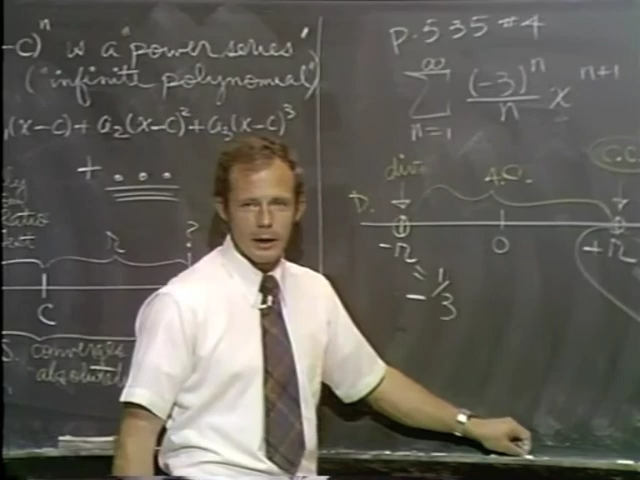 -c)ⁿ is a "power series"
("infinite polynomial")
(x-c) + a₂(x-c)² + a₃(x-c)³
+ . . .
r ?
c
converges
absolutely
p.535 #4
∞
∑ (-3)ⁿ/n xⁿ⁺¹
n=1
div. A.C. C.C.
D.
-r 0 +r
=
-1/3